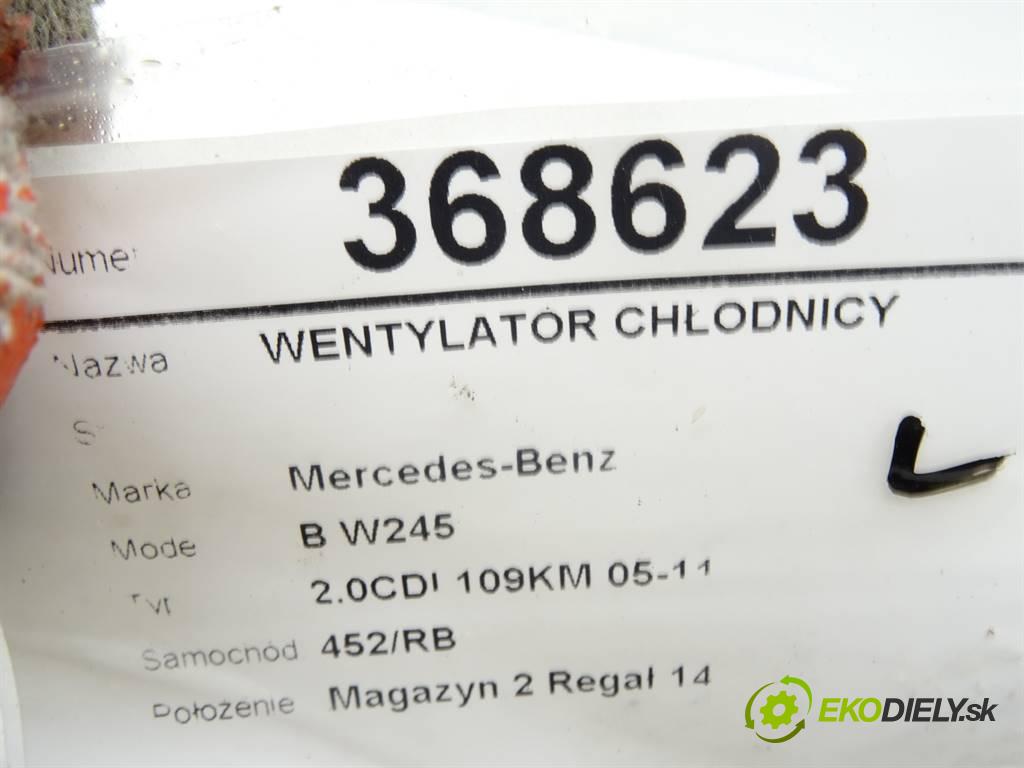 Numer 368623
Nazwa WENTYLATOR CHŁODNICY
Marka Mercedes-Benz
Mode B W245
2.0CDI 109KM 05-11
Samochód 452/RB
Położenie Magazyn 2 Regał 14
EKODIELY.sk